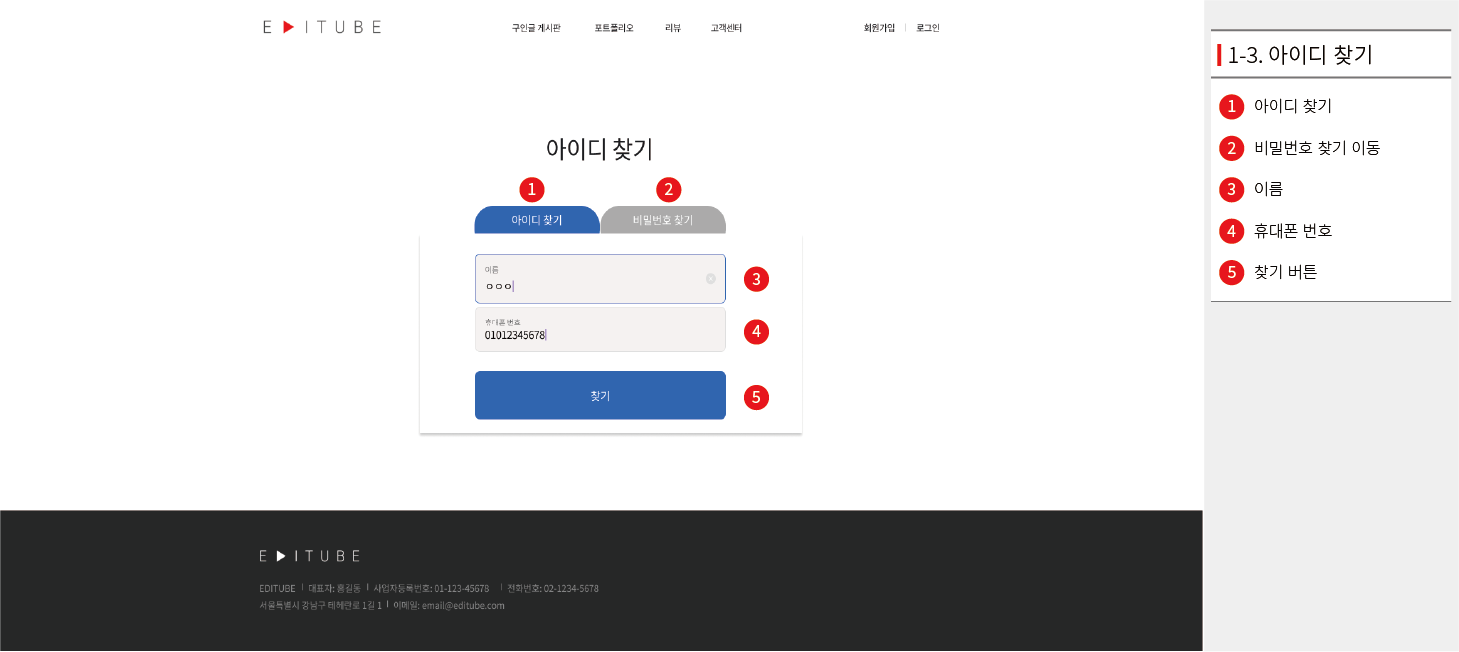 E▶ITUBE
구인글 게시판 포트폴리오 리뷰 고객센터 회원가입 | 로그인
아이디 찾기
1 2
아이디 찾기 비밀번호 찾기
이름
ㅇㅇㅇ
3
휴대폰 번호
01012345678
4
찾기
5
E▶ITUBE
EDITUBE | 대표자: 홍길동 | 사업자등록번호: 01-123-45678 | 전화번호: 02-1234-5678
서울특별시 강남구 테헤란로 1길 1 | 이메일: email@editube.com
1-3. 아이디 찾기
1 아이디 찾기
2 비밀번호 찾기 이동
3 이름
4 휴대폰 번호
5 찾기 버튼